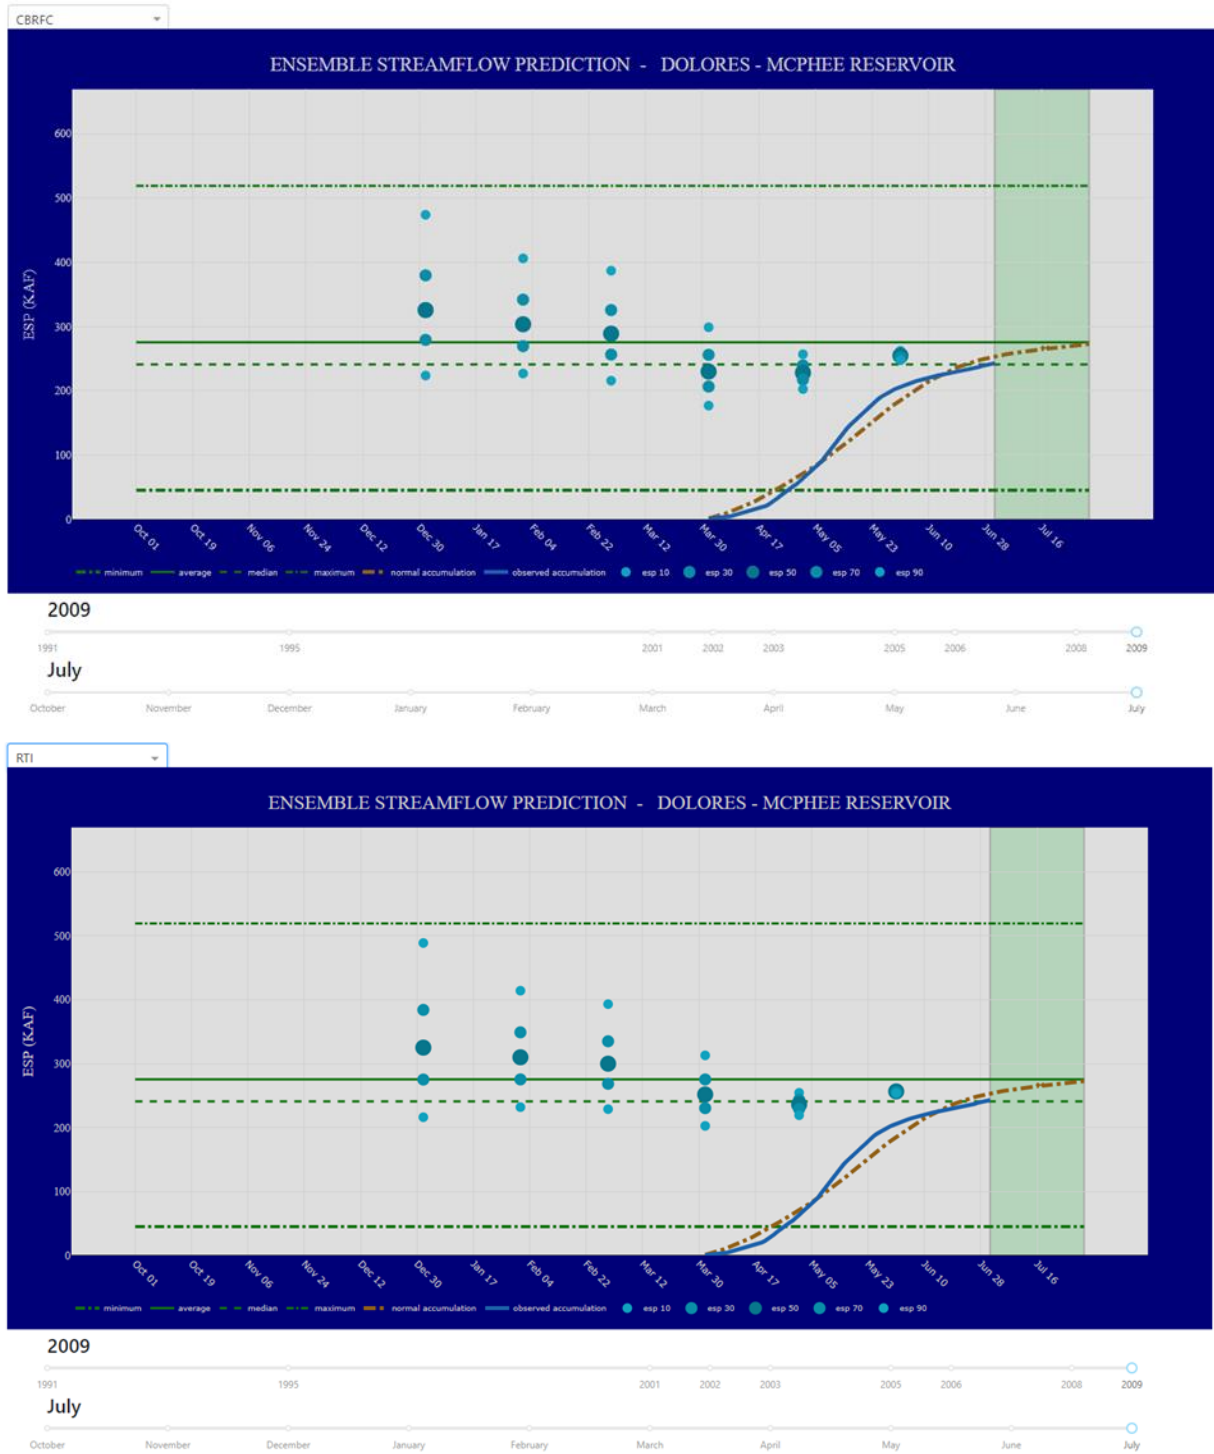 CBRFC
ENSEMBLE STREAMFLOW PREDICTION - DOLORES - MCPHEE RESERVOIR
ESP (KAF)
600
500
400
300
200
100
0
Oct 01 Oct 19 Nov 06 Nov 24 Dec 12 Dec 30 Jan 17 Feb 04 Feb 22 Mar 12 Mar 30 Apr 17 May 05 May 23 Jun 10 Jun 28 Jul 16
minimum average median maximum normal accumulation observed accumulation esp 10 esp 30 esp 50 esp 70 esp 90
2009
1991 1995 2001 2002 2003 2005 2006 2008 2009
July
October November December January February March April May June July
RTI
ENSEMBLE STREAMFLOW PREDICTION - DOLORES - MCPHEE RESERVOIR
ESP (KAF)
600
500
400
300
200
100
0
Oct 01 Oct 19 Nov 06 Nov 24 Dec 12 Dec 30 Jan 17 Feb 04 Feb 22 Mar 12 Mar 30 Apr 17 May 05 May 23 Jun 10 Jun 28 Jul 16
minimum average median maximum normal accumulation observed accumulation esp 10 esp 30 esp 50 esp 70 esp 90
2009
1991 1995 2001 2002 2003 2005 2006 2008 2009
July
October November December January February March April May June July